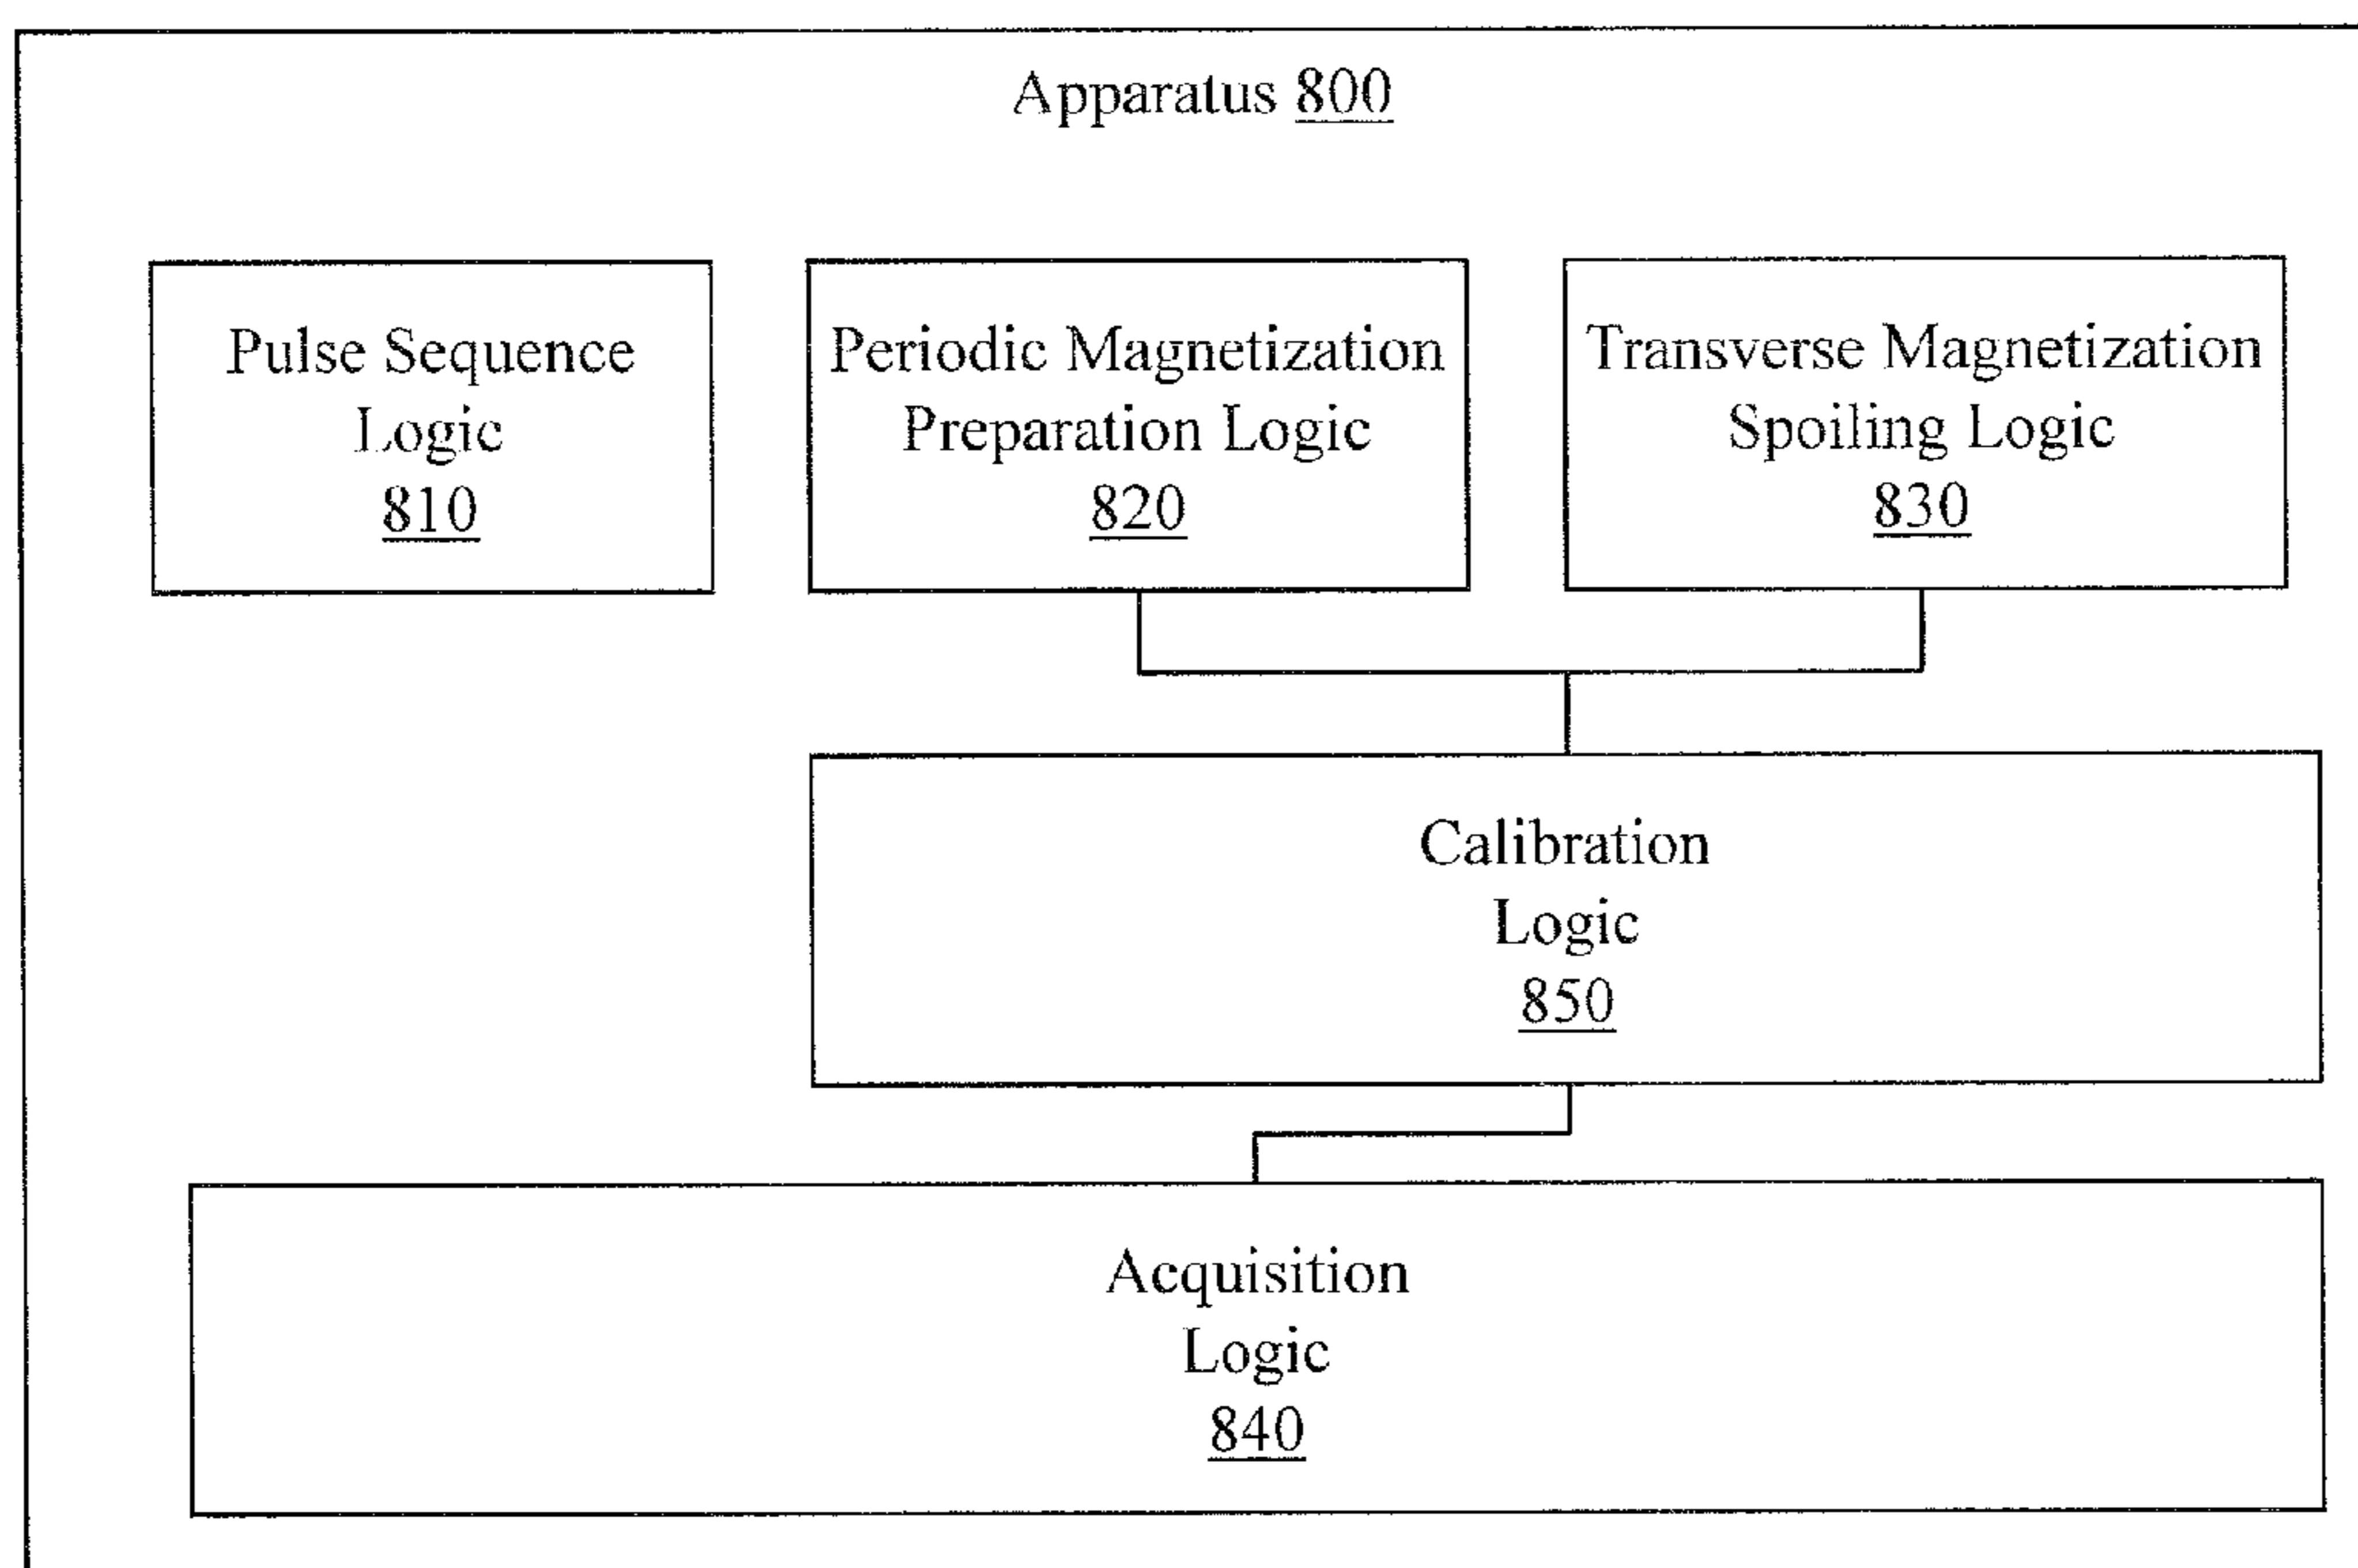 Apparatus 800
Pulse Sequence
Logic
810
Periodic Magnetization
Preparation Logic
820
Transverse Magnetization
Spoiling Logic
830
Calibration
Logic
850
Acquisition
Logic
840